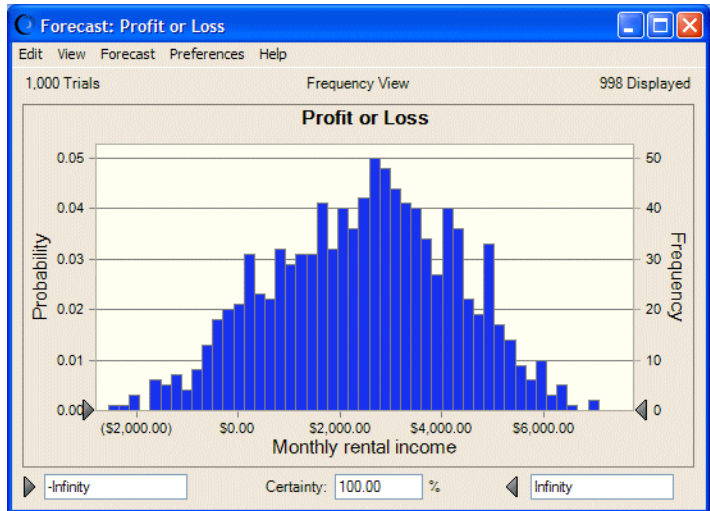 Forecast: Profit or Loss
Edit View Forecast Preferences Help
1,000 Trials Frequency View 998 Displayed
Profit or Loss
0.05
0.04
0.03
0.02
0.01
0.00
Probability
50
40
30
20
10
0
Frequency
($2,000.00) $0.00 $2,000.00 $4,000.00 $6,000.00
Monthly rental income
-Infinity Certainty: 100.00 % Infinity